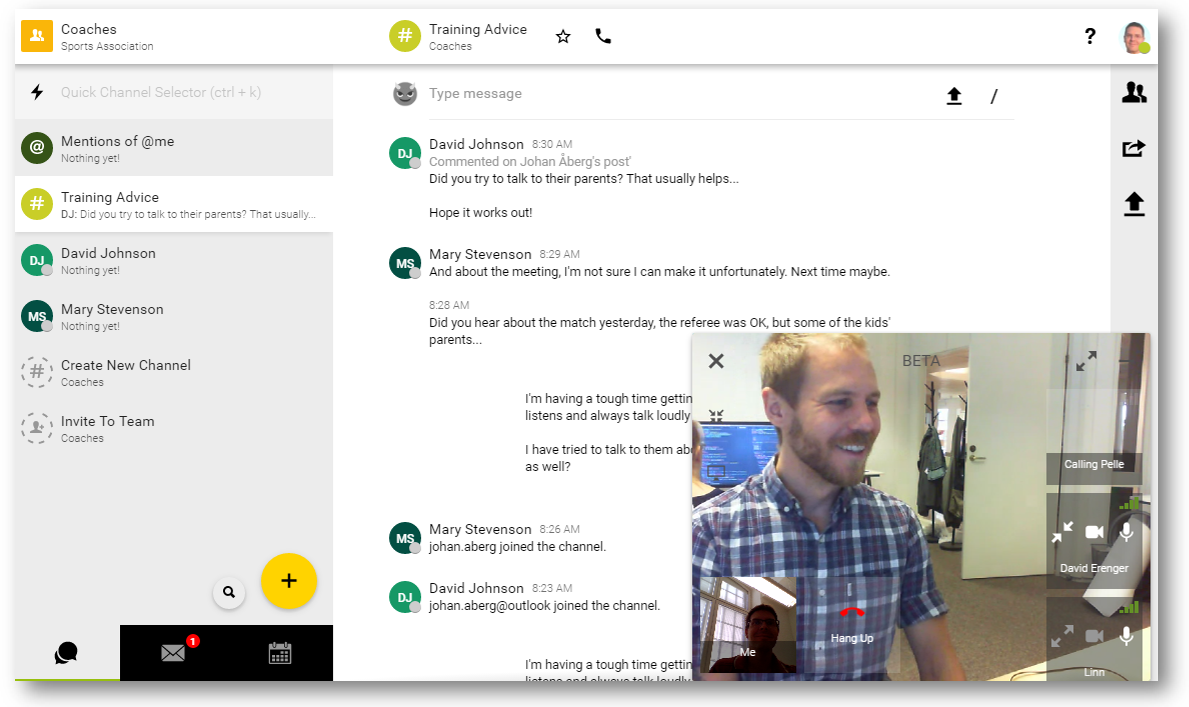 Coaches
Sports Association
# Training Advice
Coaches
?
Quick Channel Selector (ctrl + k)
@ Mentions of @me
Nothing yet!
# Training Advice
DJ: Did you try to talk to their parents? That usually...
DJ David Johnson
Nothing yet!
MS Mary Stevenson
Nothing yet!
# Create New Channel
Coaches
Invite To Team
Coaches
+
1
Type message
/
DJ David Johnson 8:30 AM
Commented on Johan Åberg's post'
Did you try to talk to their parents? That usually helps...
Hope it works out!
MS Mary Stevenson 8:29 AM
And about the meeting, I'm not sure I can make it unfortunately. Next time maybe.
8:28 AM
Did you hear about the match yesterday, the referee was OK, but some of the kids'
parents...
I'm having a tough time gettin
listens and always talk loudly
I have tried to talk to them abo
as well?
MS Mary Stevenson 8:26 AM
johan.aberg joined the channel.
DJ David Johnson 8:23 AM
johan.aberg@outlook joined the channel.
I'm having a tough time gettin
listens and always talk loudly
BETA
Calling Pelle
David Erenger
Linn
Me
Hang Up